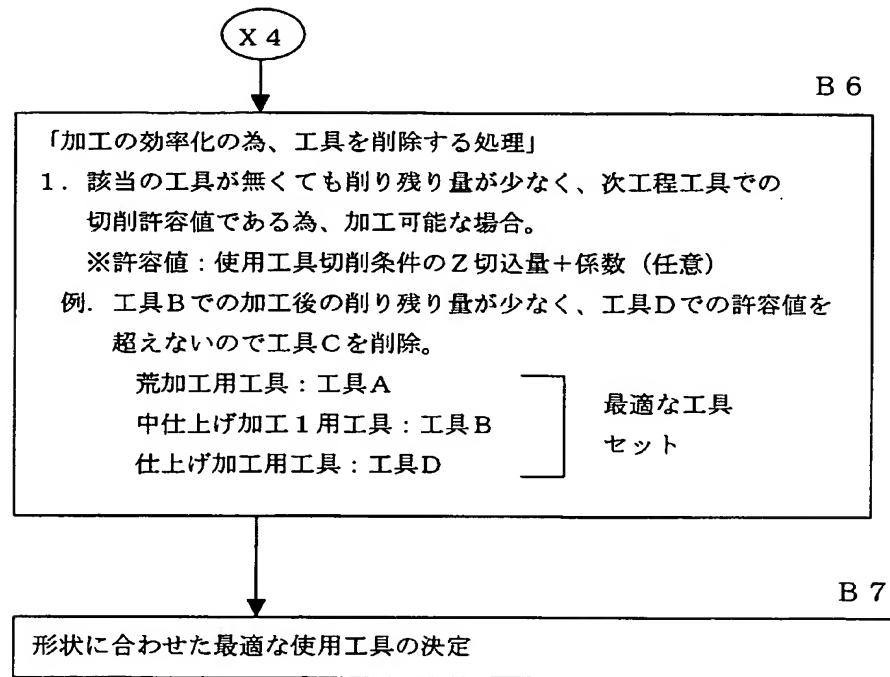 X4
B6
「加工の効率化の為、工具を削除する処理」
1．該当の工具が無くても削り残り量が少なく、次工程工具での
切削許容値である為、加工可能な場合。
※許容値：使用工具切削条件のZ切込量＋係数（任意）
例．工具Bでの加工後の削り残り量が少なく、工具Dでの許容値を
超えないので工具Cを削除。
荒加工用工具：工具A
中仕上げ加工1用工具：工具B
仕上げ加工用工具：工具D
最適な工具
セット
B7
形状に合わせた最適な使用工具の決定